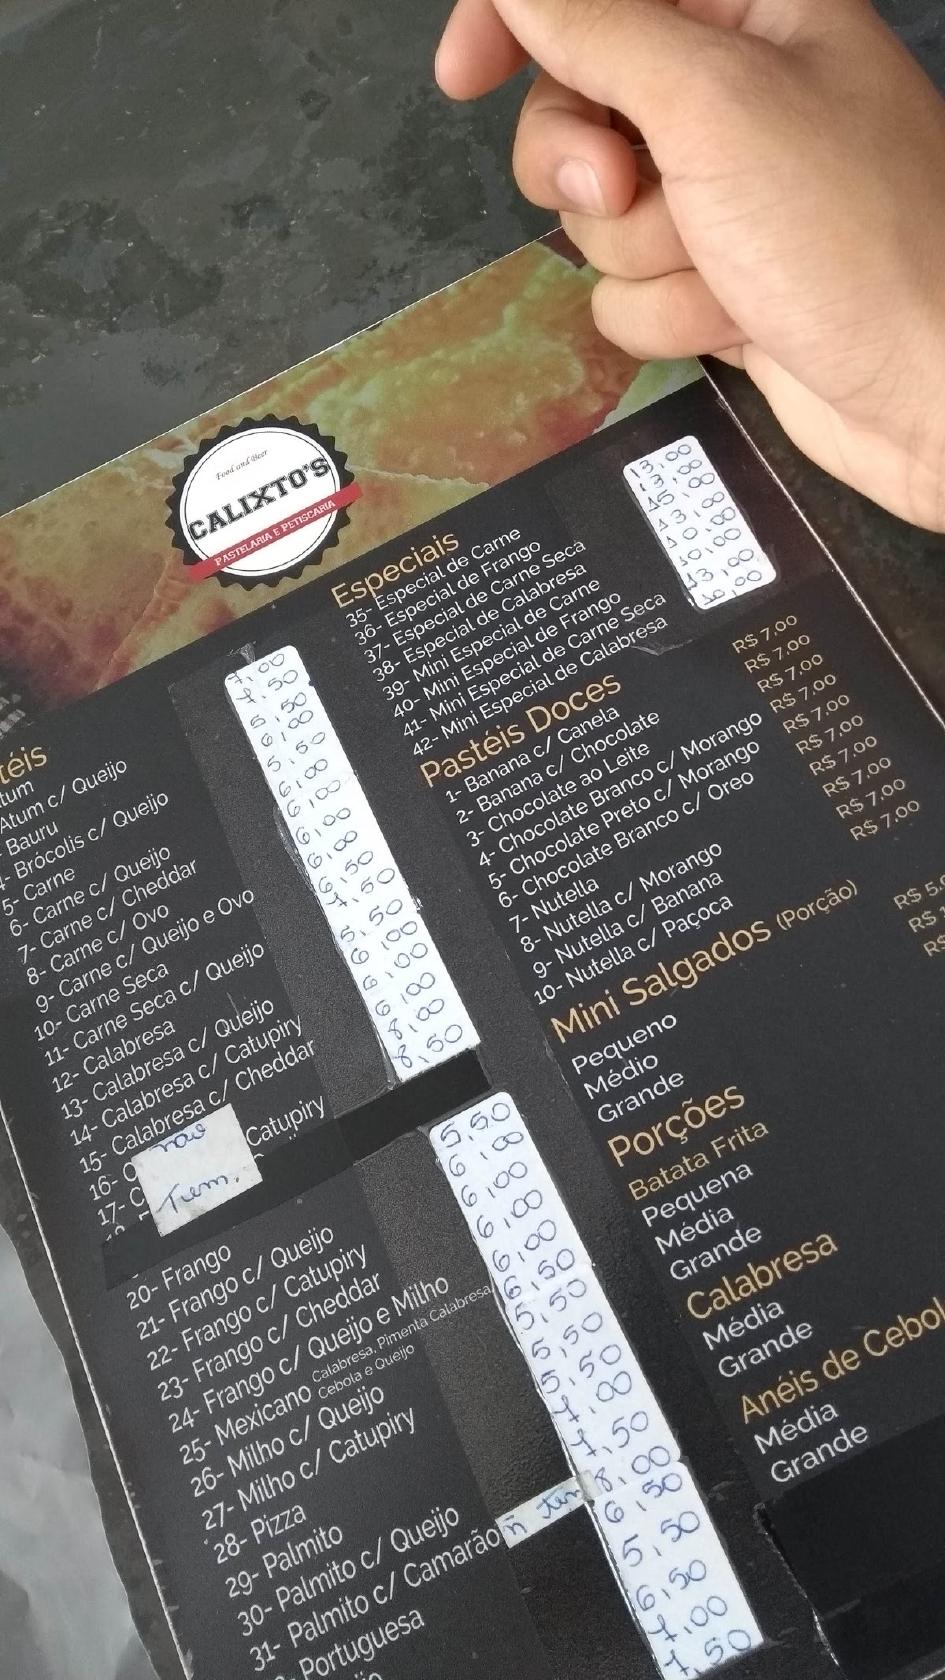 Food and Beer
CALIXTO'S
PASTELARIA E PETISCARIA
téis
tum
Atum c/ Queijo
Bauru
- Brócolis c/ Queijo
5- Carne
6- Carne c/ Queijo
7- Carne c/ Cheddar
8- Carne c/ Ovo
9- Carne c/ Queijo e Ovo
10- Carne Seca
11- Carne Seca c/ Queijo
12- Calabresa
13- Calabresa c/ Queijo
14- Calabresa c/ Catupiry
15- Calabresa c/ Cheddar
16- C
Catupiry
17- C
não
tem.
7,00
7,50
5,50
6,00
5,50
6,00
6,00
6,00
6,00
6,50
7,50
5,50
6,00
6,00
6,00
8,00
8,50
20- Frango
21- Frango c/ Queijo
22- Frango c/ Catupiry
23- Frango c/ Cheddar
24- Frango c/ Queijo e Milho
25- Mexicano Calabresa, Pimenta Calabresa
Cebola e Queijo
26- Milho c/ Queijo
27- Milho c/ Catupiry
28- Pizza
29- Palmito
30- Palmito c/ Queijo
31- Palmito c/ Camarão
ñ tem
Portuguesa
5,50
6,00
6,00
6,00
6,00
6,50
5,50
5,50
5,50
7,00
7,50
8,00
6,50
5,50
6,50
7,00
7,50
Especiais
35- Especial de Carne
36- Especial de Frango
37- Especial de Carne Seca
38- Especial de Calabresa
39- Mini Especial de Carne
40- Mini Especial de Frango
41- Mini Especial de Carne Seca
42- Mini Especial de Calabresa
13,00
13,00
15,00
13,00
10,00
10,00
13,00
10,00
Pastéis Doces
1- Banana c/ Canela
2- Banana c/ Chocolate
3- Chocolate ao Leite
4- Chocolate Branco c/ Morango
5- Chocolate Preto c/ Morango
6- Chocolate Branco c/ Oreo
7- Nutella
8- Nutella c/ Morango
9- Nutella c/ Banana
10- Nutella c/ Paçoca
R$ 7,00
R$ 7,00
R$ 7,00
R$ 7,00
R$ 7,00
R$ 7,00
R$ 7,00
R$ 7,00
R$ 7,00
R$ 7,00
Mini Salgados (Porção)
Pequeno
Médio
Grande
R$ 5,0
R$
R$
Porções
Batata Frita
Pequena
Média
Grande
Calabresa
Média
Grande
Anéis de Cebol
Média
Grande